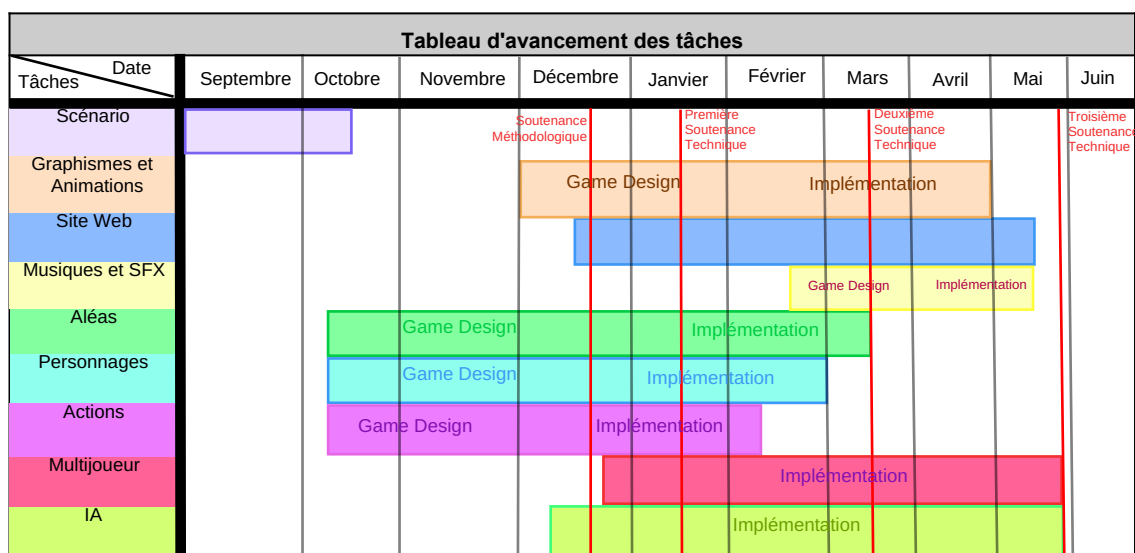 Tableau d'avancement des tâches
Date
Tâches
Septembre
Octobre
Novembre
Décembre
Janvier
Février
Mars
Avril
Mai
Juin
Scénario
Soutenance
Méthodologique
Première
Soutenance
Technique
Deuxième
Soutenance
Technique
Troisième
Soutenance
Technique
Graphismes et
Animations
Game Design
Implémentation
Site Web
Musiques et SFX
Game Design
Implémentation
Aléas
Game Design
Implémentation
Personnages
Game Design
Implémentation
Actions
Game Design
Implémentation
Multijoueur
Implémentation
IA
Implémentation